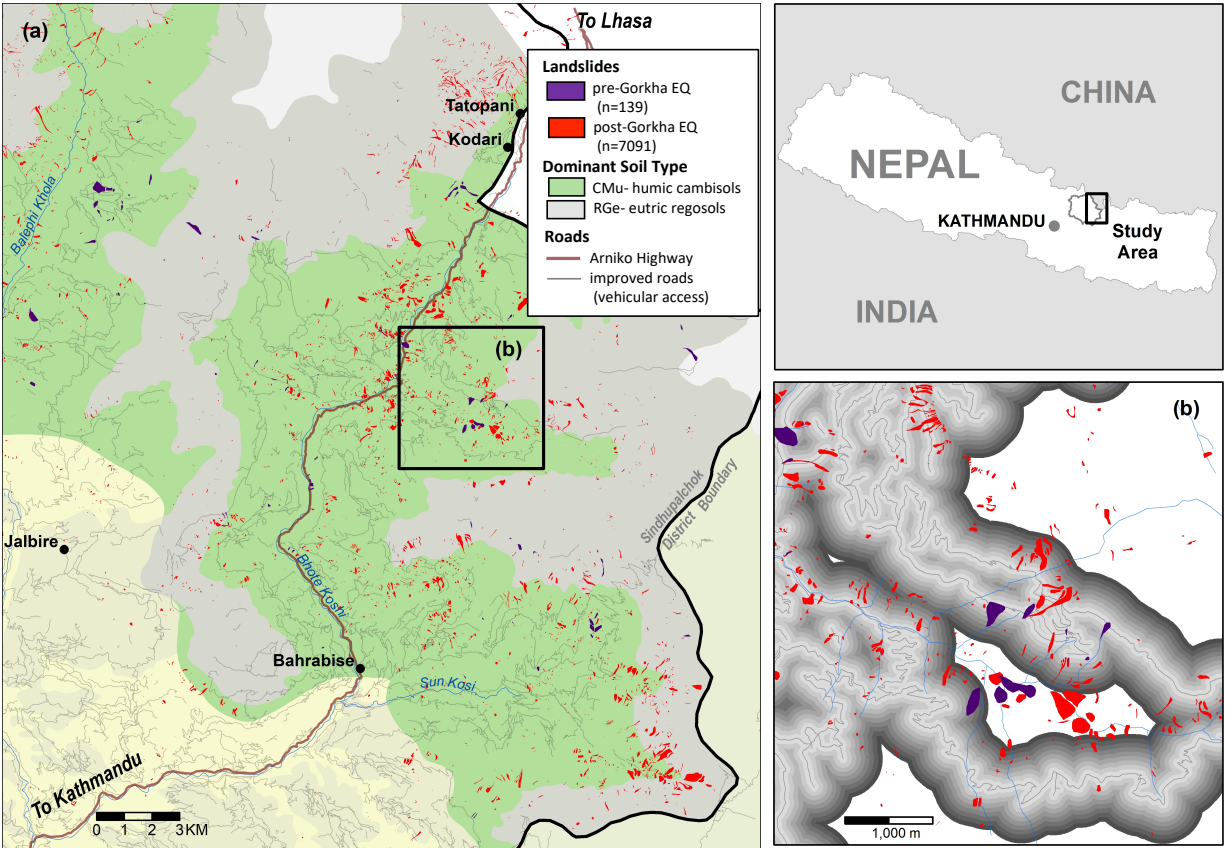 (a)
To Lhasa
Landslides
pre-Gorkha EQ
(n=139)
post-Gorkha EQ
(n=7091)
Dominant Soil Type
CMu- humic cambisols
RGe- eutric regosols
Roads
Arniko Highway
improved roads
(vehicular access)
Tatopani
Kodari
Balephi Khola
(b)
Sindhupalchok
District Boundary
Jalbire
Bhote Koshi
Bahrabise
Sun Kosi
To Kathmandu
0 1 2 3 KM
CHINA
NEPAL
KATHMANDU
Study
Area
INDIA
(b)
1,000 m